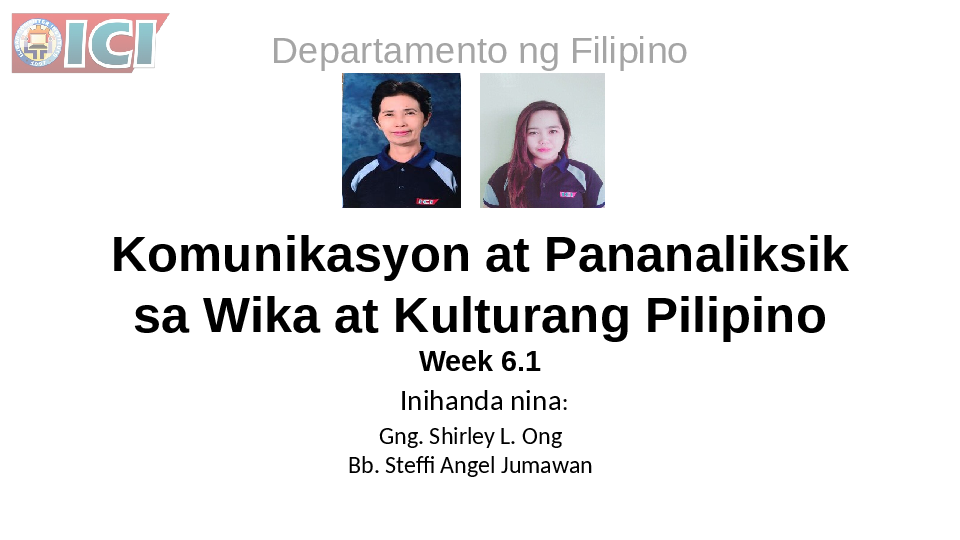 ICI
Departamento ng Filipino
Komunikasyon at Pananaliksik
sa Wika at Kulturang Pilipino
Week 6.1
Inihanda nina:
Gng. Shirley L. Ong
Bb. Steffi Angel Jumawan